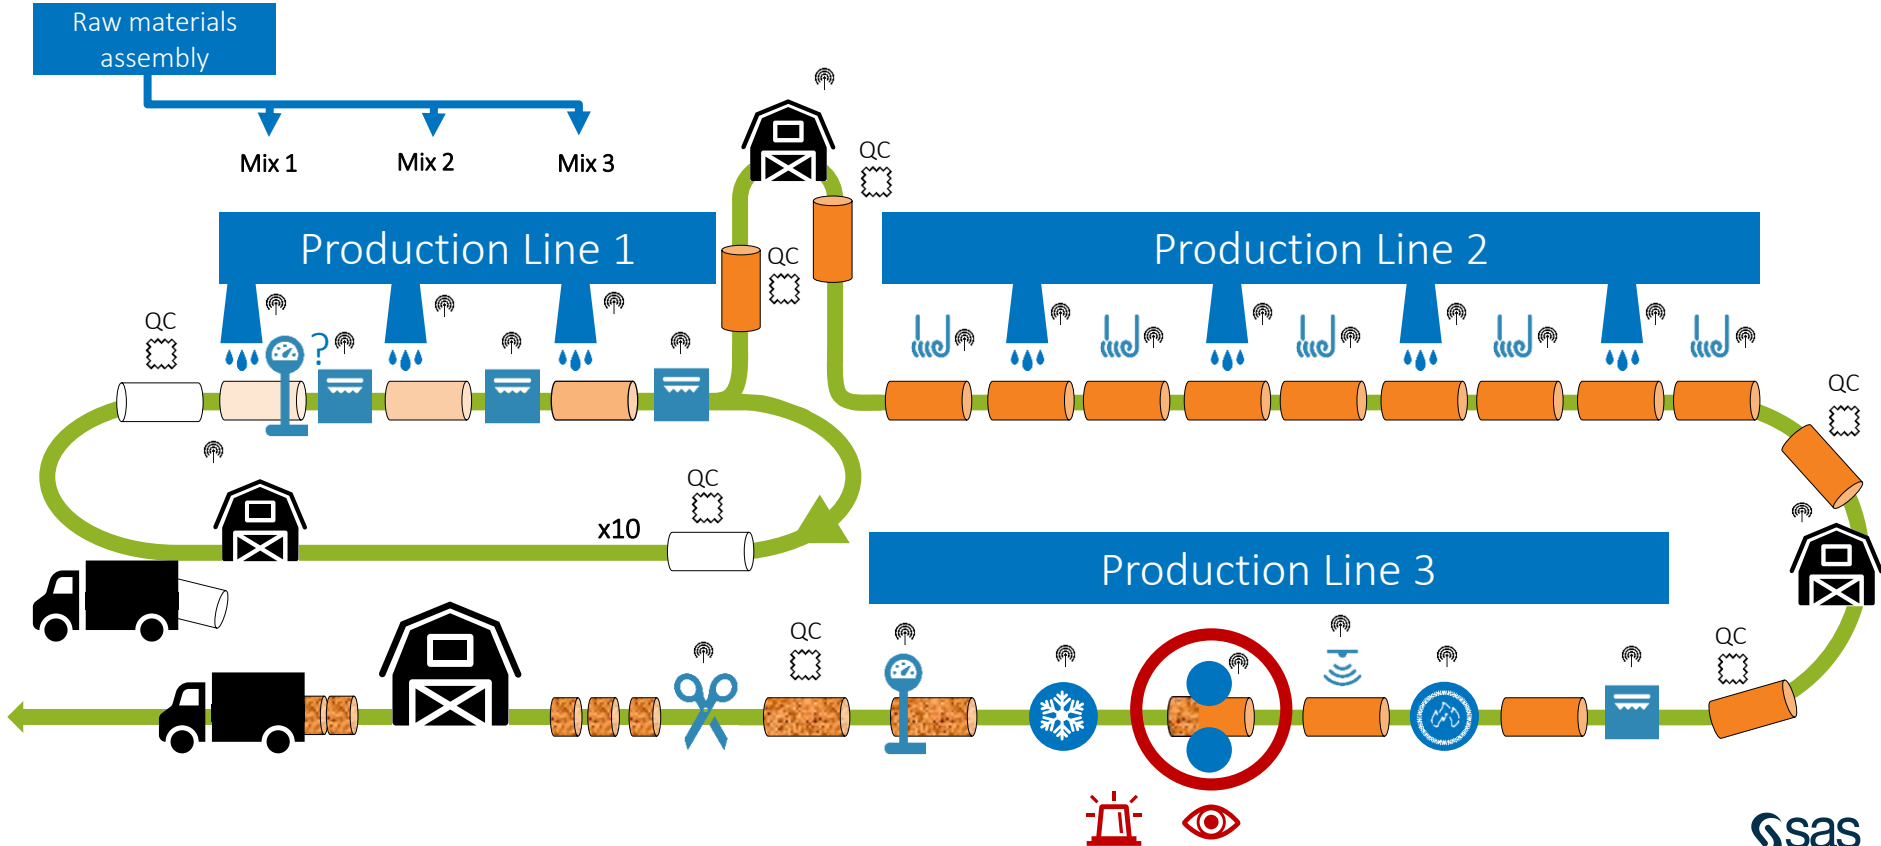 Raw materials
assembly
Mix 1
Mix 2
Mix 3
QC
Production Line 1
Production Line 2
QC
QC
?
QC
QC
x10
Production Line 3
QC
QC
sas